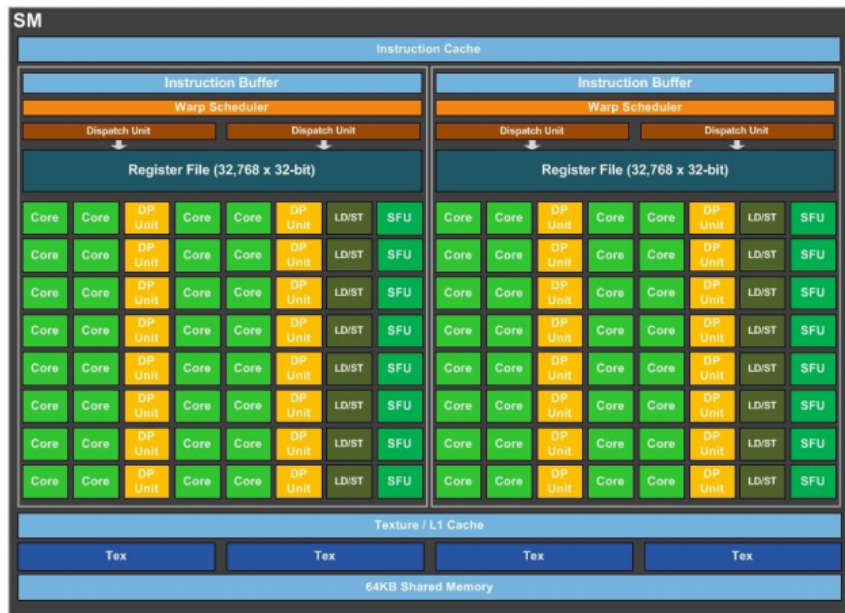 SM
Instruction Cache
Instruction Buffer Instruction Buffer
Warp Scheduler Warp Scheduler
Dispatch Unit Dispatch Unit Dispatch Unit Dispatch Unit
Register File (32,768 x 32-bit) Register File (32,768 x 32-bit)
Core Core DP Unit Core Core DP Unit LD/ST SFU Core Core DP Unit Core Core DP Unit LD/ST SFU
Core Core DP Unit Core Core DP Unit LD/ST SFU Core Core DP Unit Core Core DP Unit LD/ST SFU
Core Core DP Unit Core Core DP Unit LD/ST SFU Core Core DP Unit Core Core DP Unit LD/ST SFU
Core Core DP Unit Core Core DP Unit LD/ST SFU Core Core DP Unit Core Core DP Unit LD/ST SFU
Core Core DP Unit Core Core DP Unit LD/ST SFU Core Core DP Unit Core Core DP Unit LD/ST SFU
Core Core DP Unit Core Core DP Unit LD/ST SFU Core Core DP Unit Core Core DP Unit LD/ST SFU
Core Core DP Unit Core Core DP Unit LD/ST SFU Core Core DP Unit Core Core DP Unit LD/ST SFU
Core Core DP Unit Core Core DP Unit LD/ST SFU Core Core DP Unit Core Core DP Unit LD/ST SFU
Texture / L1 Cache
Tex Tex Tex Tex
64KB Shared Memory